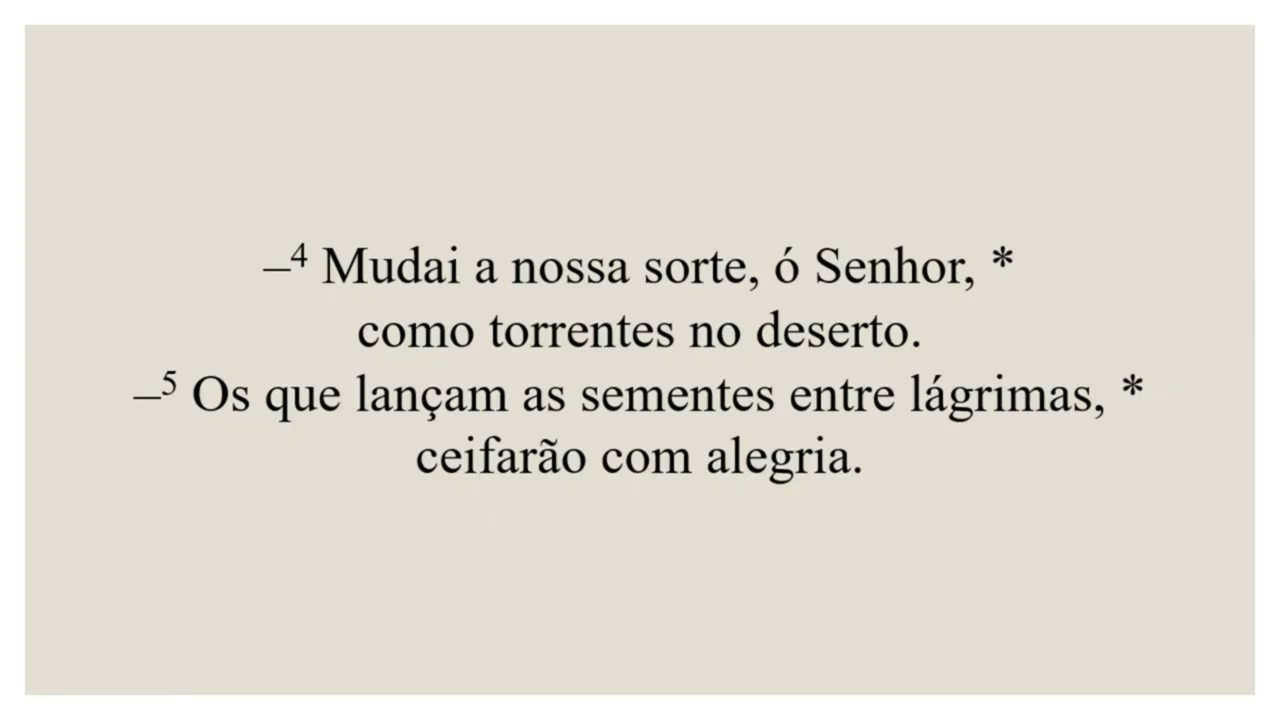 –⁴ Mudai a nossa sorte, ó Senhor, *
como torrentes no deserto.
–⁵ Os que lançam as sementes entre lágrimas, *
ceifarão com alegria.